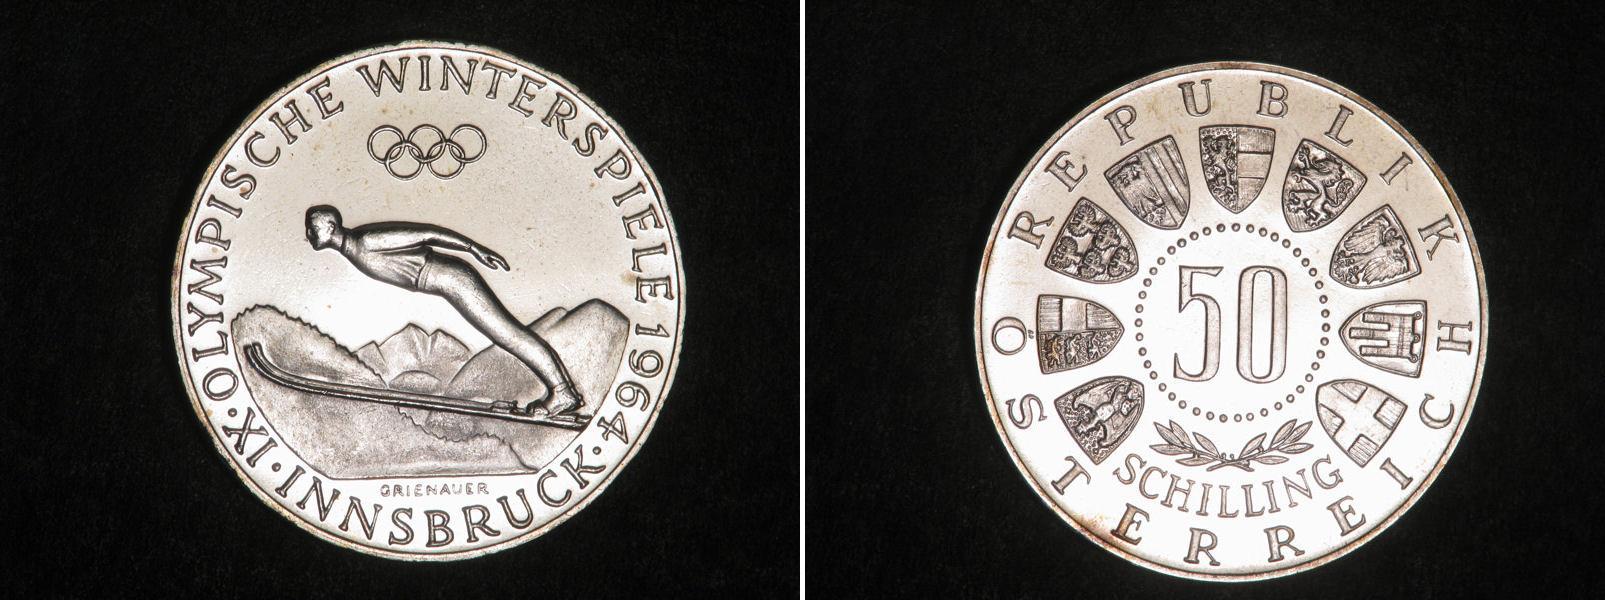 XI·OLYMPISCHE WINTERSPIELE 1964·INNSBRUCK·
GRIENAUER
REPUBLIK ÖSTERREICH
50
SCHILLING